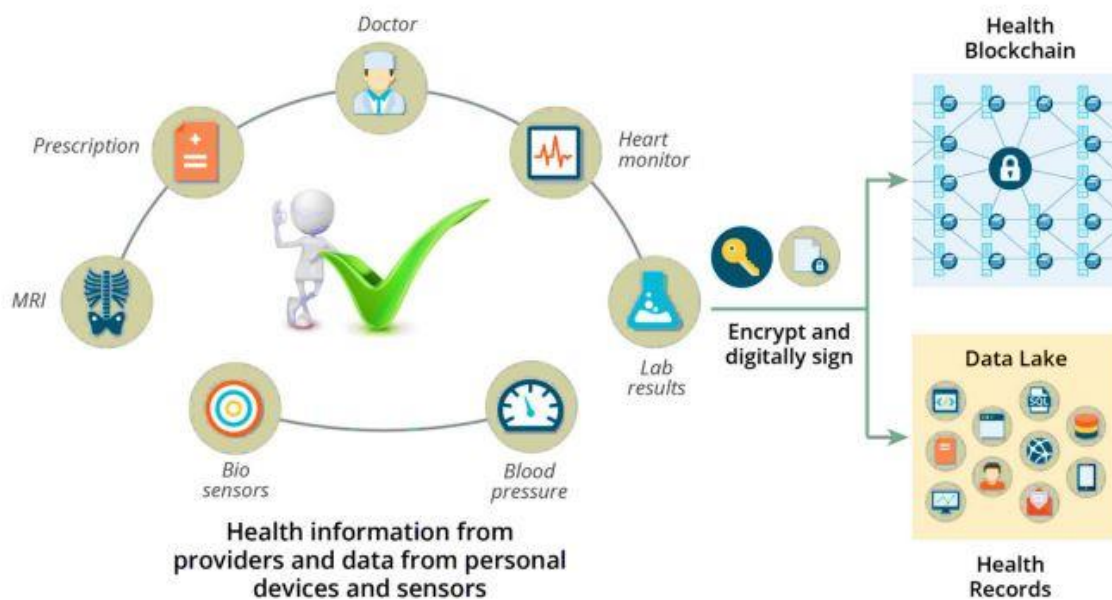 Doctor
Health
Blockchain
Prescription
Heart
monitor
MRI
Encrypt and
digitally sign
Lab
results
Data Lake
SQL
Bio
sensors
Blood
pressure
Health information from
providers and data from personal
devices and sensors
Health
Records